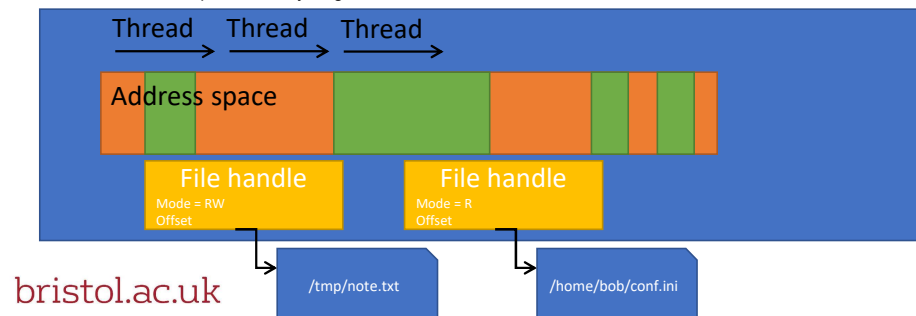 Thread Thread Thread
Address space
File handle File handle
Mode = RW Mode = R
Offset Offset
/tmp/note.txt /home/bob/conf.ini
bristol.ac.uk